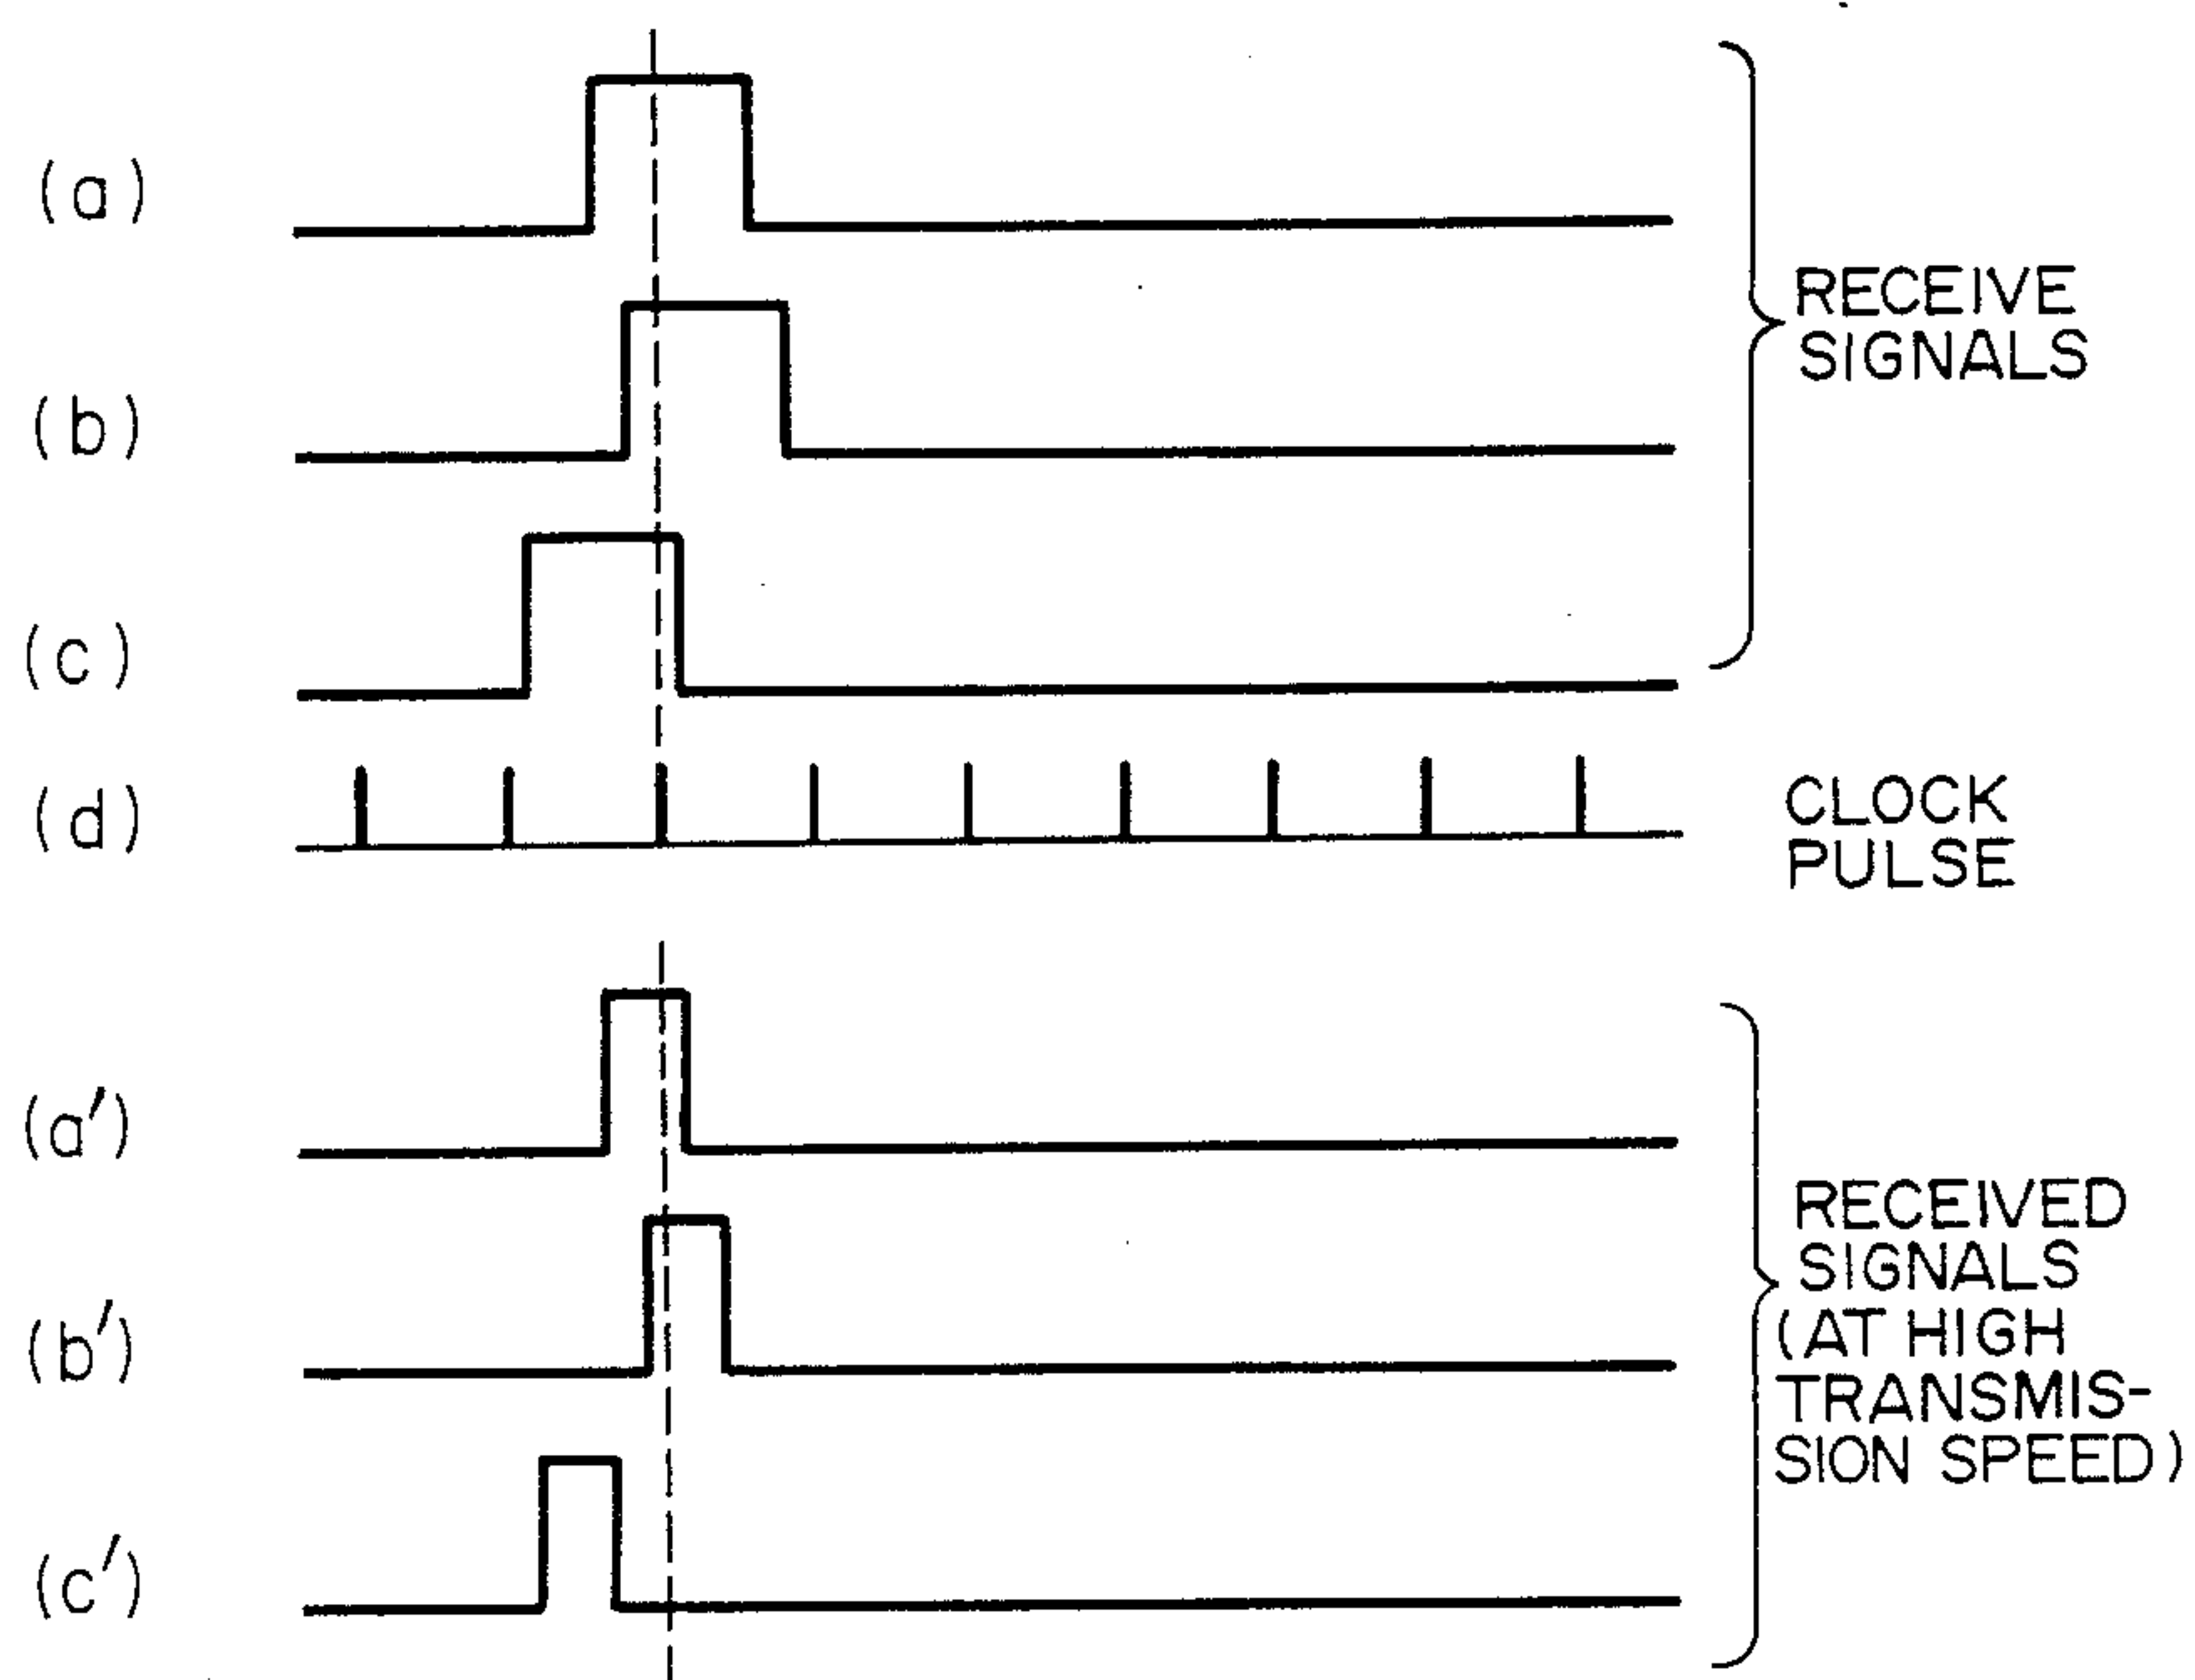 (a)
RECEIVE
SIGNALS
(b)
(c)
(d)
CLOCK
PULSE
(a')
RECEIVED
SIGNALS
(AT HIGH
TRANSMIS-
SION SPEED)
(b')
(c')